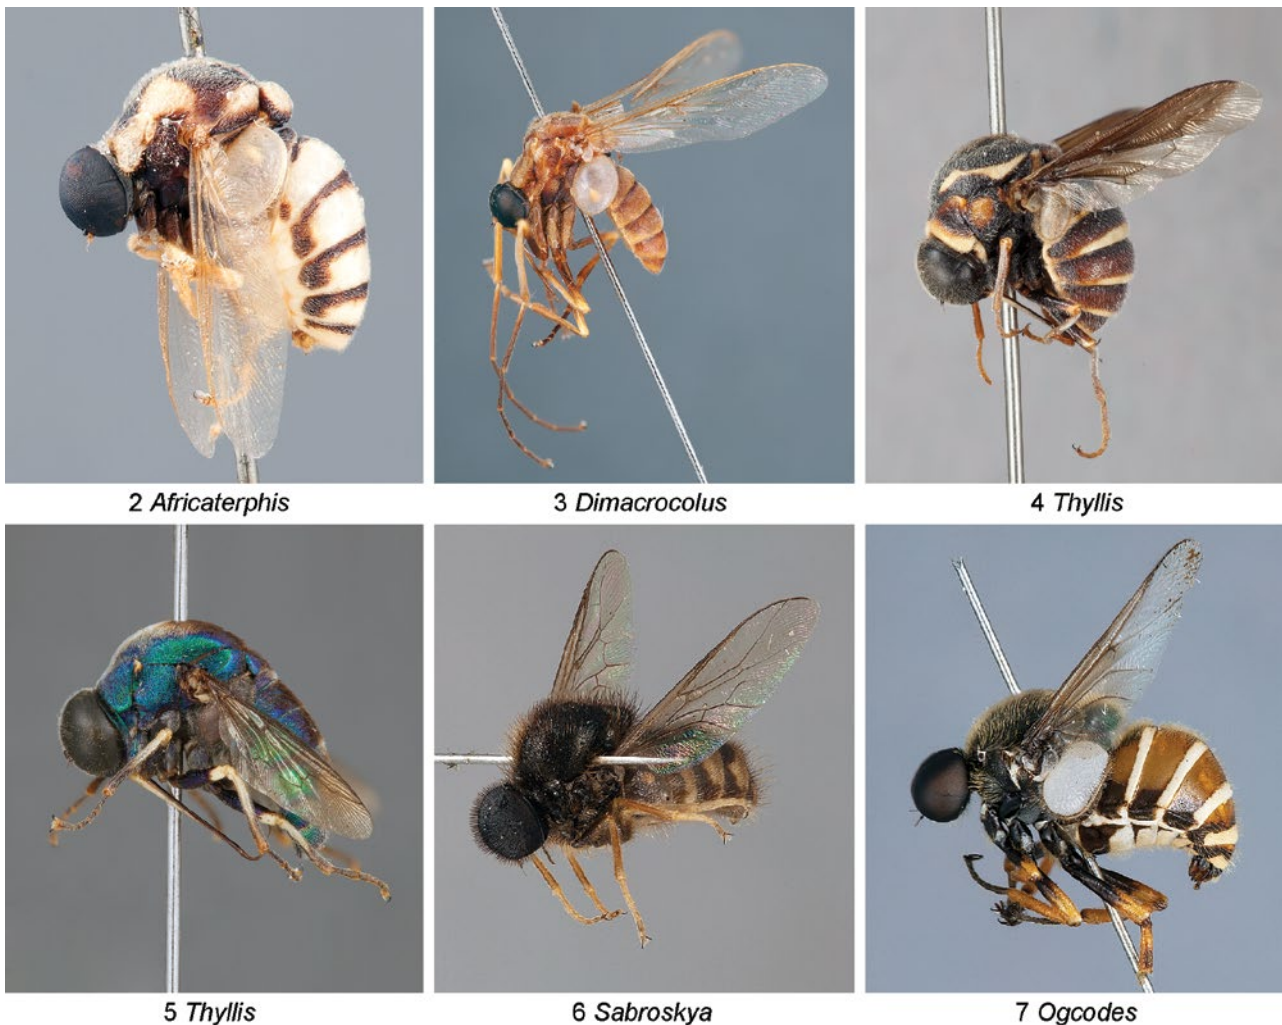 2 Africaterphis
3 Dimacrocolus
4 Thyllis
5 Thyllis
6 Sabroskya
7 Ogcodes